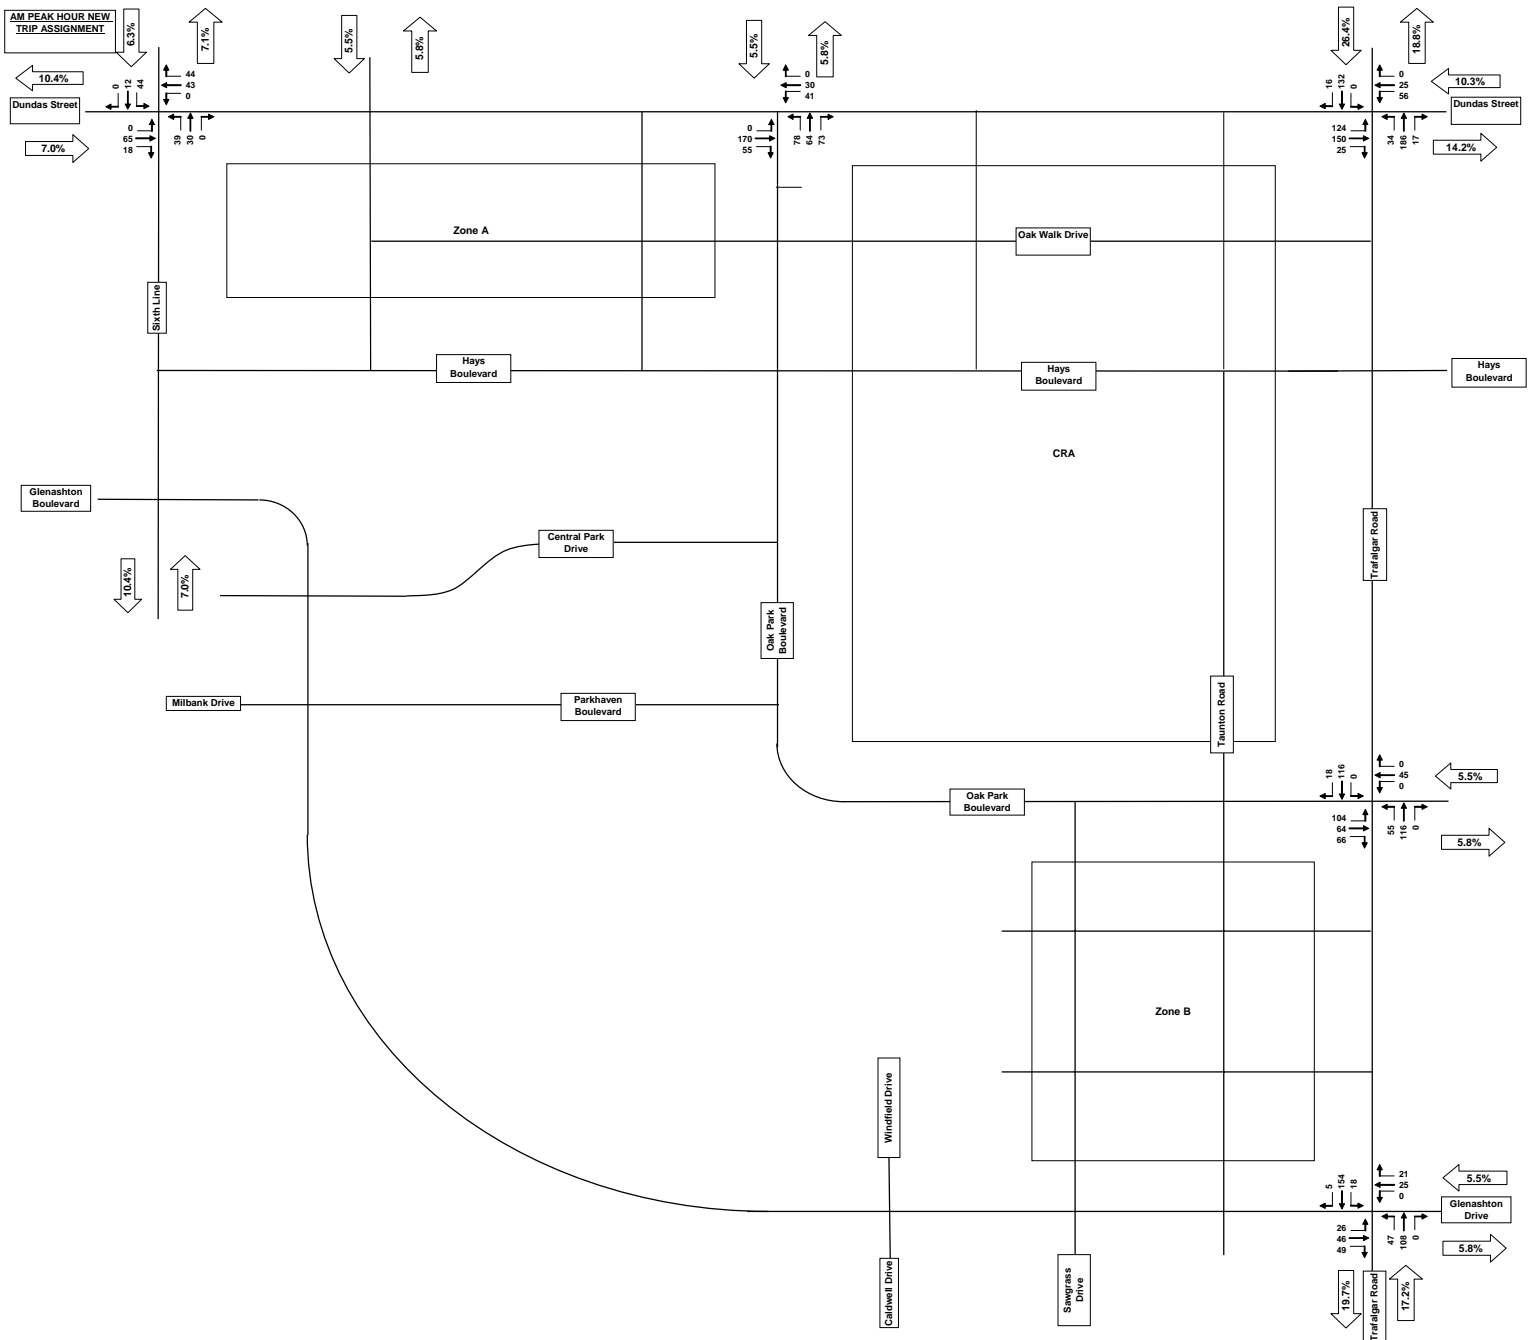 AM PEAK HOUR NEW
TRIP ASSIGNMENT
6.3%
7.1%
5.5%
5.8%
5.5%
5.8%
26.4%
18.8%
10.4%
Dundas Street
7.0%
0
12
44
44
43
0
0
65
18
39
30
0
0
30
41
0
170
55
78
64
73
16
132
0
0
25
56
124
150
25
34
186
17
10.3%
Dundas Street
14.2%
Zone A
Oak Walk Drive
Sixth Line
Hays
Boulevard
Hays
Boulevard
Hays
Boulevard
CRA
Glenashton
Boulevard
Central Park
Drive
Trafalgar Road
10.4%
7.0%
Oak Park
Boulevard
Milbank Drive
Parkhaven
Boulevard
Taunton Road
Oak Park
Boulevard
18
116
0
0
45
0
104
64
66
55
116
0
5.5%
5.8%
Zone B
Windfield Drive
5
154
18
21
25
0
26
46
49
47
108
0
5.5%
Glenashton
Drive
5.8%
Caldwell Drive
Sawgrass
Drive
19.7%
Trafalgar Road
17.2%